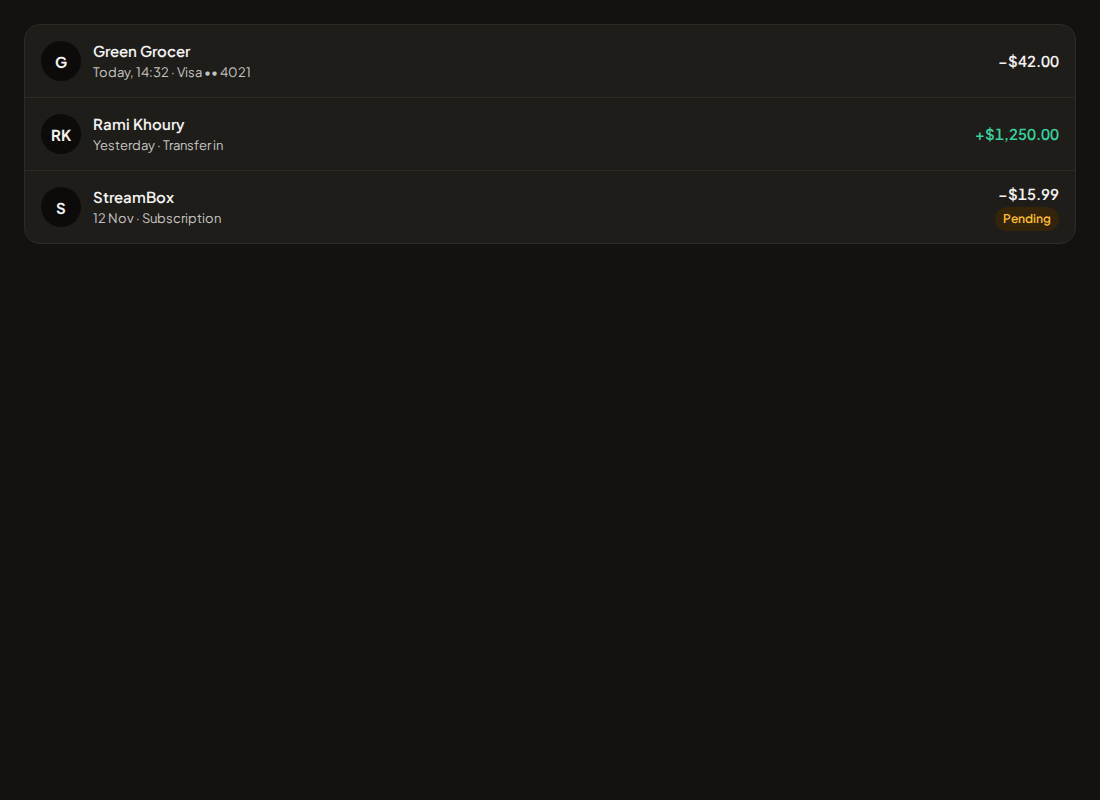 G
Green Grocer
Today, 14:32 · Visa •• 4021
−$42.00
RK
Rami Khoury
Yesterday · Transfer in
+$1,250.00
S
StreamBox
12 Nov · Subscription
−$15.99
Pending